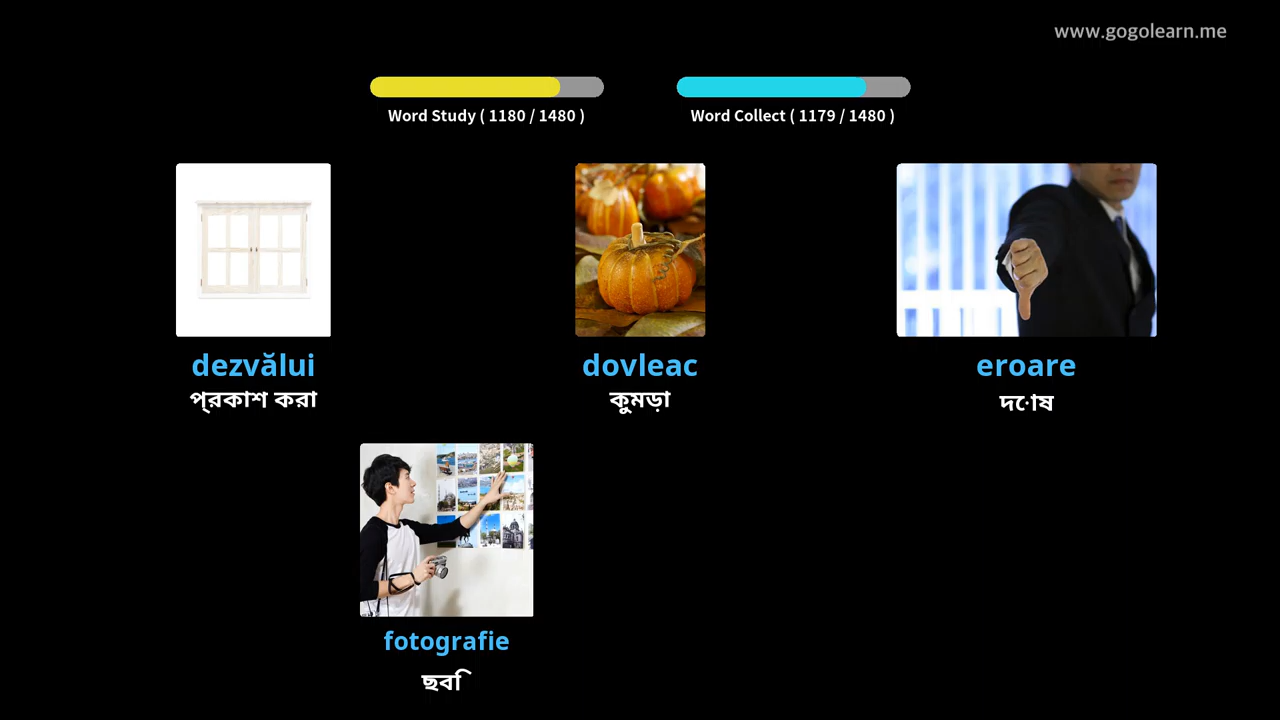 www.gogolearn.me
Word Study ( 1180 / 1480 )
Word Collect ( 1179 / 1480 )
dezvălui
প্রকাশ করা
dovleac
কুমড়া
eroare
দোষ
fotografie
ছবি